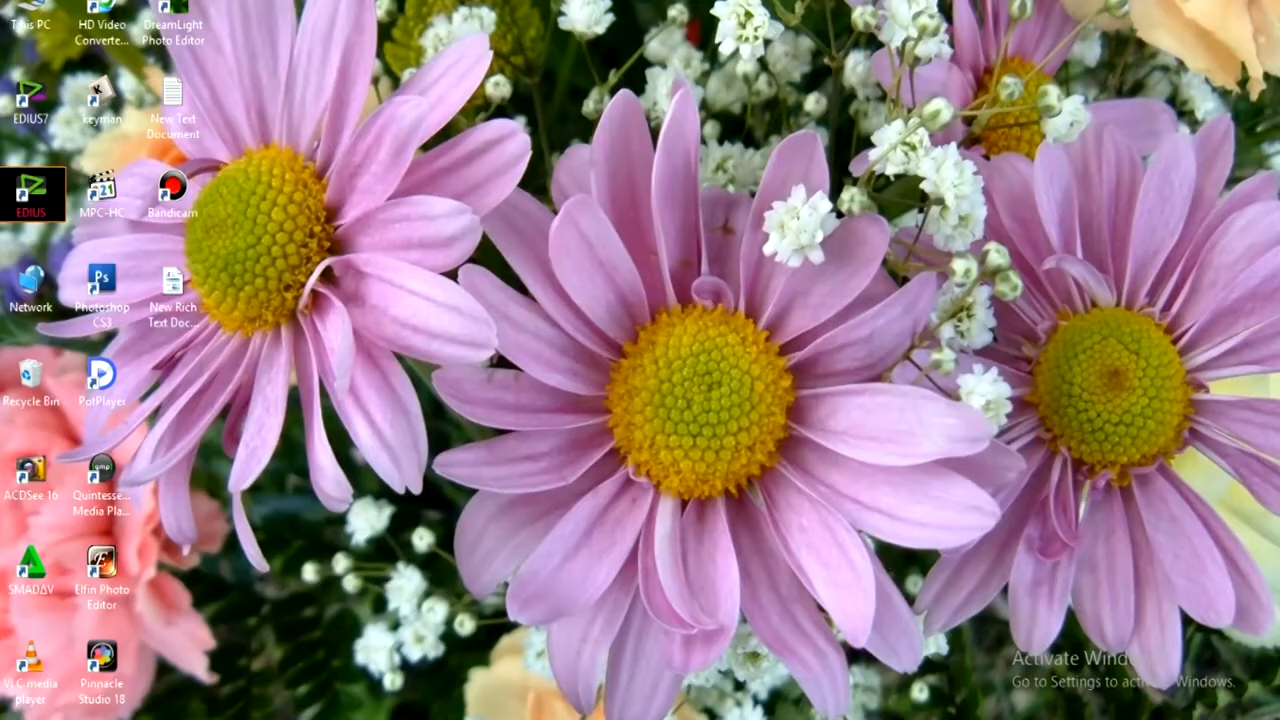 This PC
HD Video
Converte...
DreamLight
Photo Editor
EDIUS7
keyman
New Text
Document
EDIUS
MPC-HC
Bandicam
Network
Photoshop
CS3
New Rich
Text Doc...
Recycle Bin
PotPlayer
ACDSee 16
Quintesse...
Media Pla...
SMADΔV
Elfin Photo
Editor
VLC media
player
Pinnacle
Studio 18
Activate Wind
Go to Settings to activ Windows.